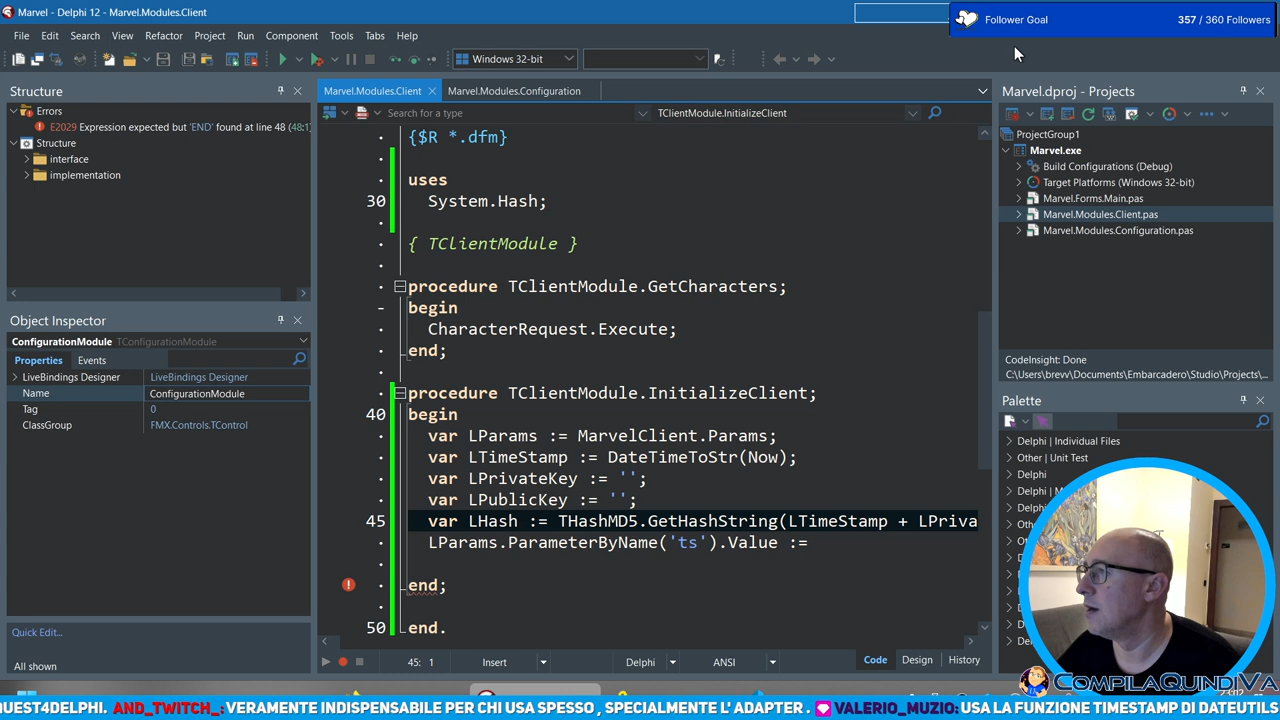 Marvel - Delphi 12 - Marvel.Modules.Client
Follower Goal
357 / 360 Followers
File Edit Search View Refactor Project Run Component Tools Tabs Help
Windows 32-bit
Structure
Errors
E2029 Expression expected but 'END' found at line 48 (48:1)
Structure
interface
implementation
Object Inspector
ConfigurationModule TConfigurationModule
Properties Events
LiveBindings Designer LiveBindings Designer
Name ConfigurationModule
Tag 0
ClassGroup FMX.Controls.TControl
Quick Edit...
All shown
Marvel.Modules.Client Marvel.Modules.Configuration
Search for a type TClientModule.InitializeClient
{$R *.dfm}
uses
30 System.Hash;
{ TClientModule }
procedure TClientModule.GetCharacters;
begin
CharacterRequest.Execute;
end;
procedure TClientModule.InitializeClient;
40 begin
var LParams := MarvelClient.Params;
var LTimeStamp := DateTimeToStr(Now);
var LPrivateKey := '';
var LPublicKey := '';
45 var LHash := THashMD5.GetHashString(LTimeStamp + LPriva
LParams.ParameterByName('ts').Value :=
end;
50 end.
45: 1 Insert Delphi ANSI Code Design History
Marvel.dproj - Projects
ProjectGroup1
Marvel.exe
Build Configurations (Debug)
Target Platforms (Windows 32-bit)
Marvel.Forms.Main.pas
Marvel.Modules.Client.pas
Marvel.Modules.Configuration.pas
CodeInsight: Done
C:\Users\brevv\Documents\Embarcadero\Studio\Projects\...
Palette
Delphi | Individual Files
Other | Unit Test
Delphi
Delphi | M
COMPILAQUINDIVA
23:02
QUEST4DELPHI. AND_TWITCH_: VERAMENTE INDISPENSABILE PER CHI USA SPESSO , SPECIALMENTE L' ADAPTER . VALERIO_MUZIO: USA LA FUNZIONE TIMESTAMP DI DATEUTILS